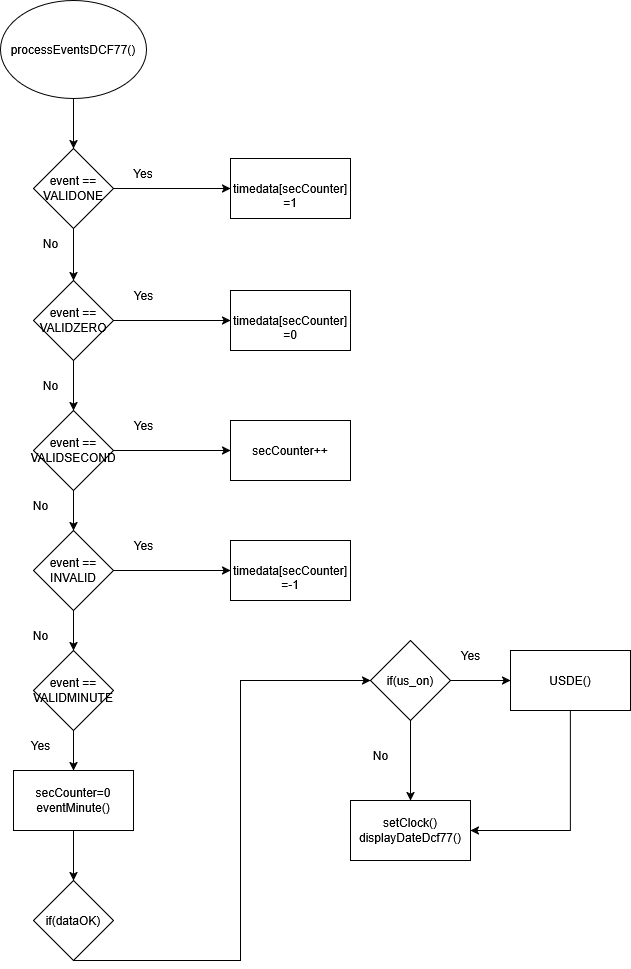 processEventsDCF77()
event ==
VALIDONE
Yes
timedata[secCounter]
=1
No
event ==
VALIDZERO
Yes
timedata[secCounter]
=0
No
event ==
VALIDSECOND
Yes
secCounter++
No
event ==
INVALID
Yes
timedata[secCounter]
=-1
No
event ==
VALIDMINUTE
Yes
secCounter=0
eventMinute()
if(dataOK)
if(us_on)
Yes
USDE()
No
setClock()
displayDateDcf77()